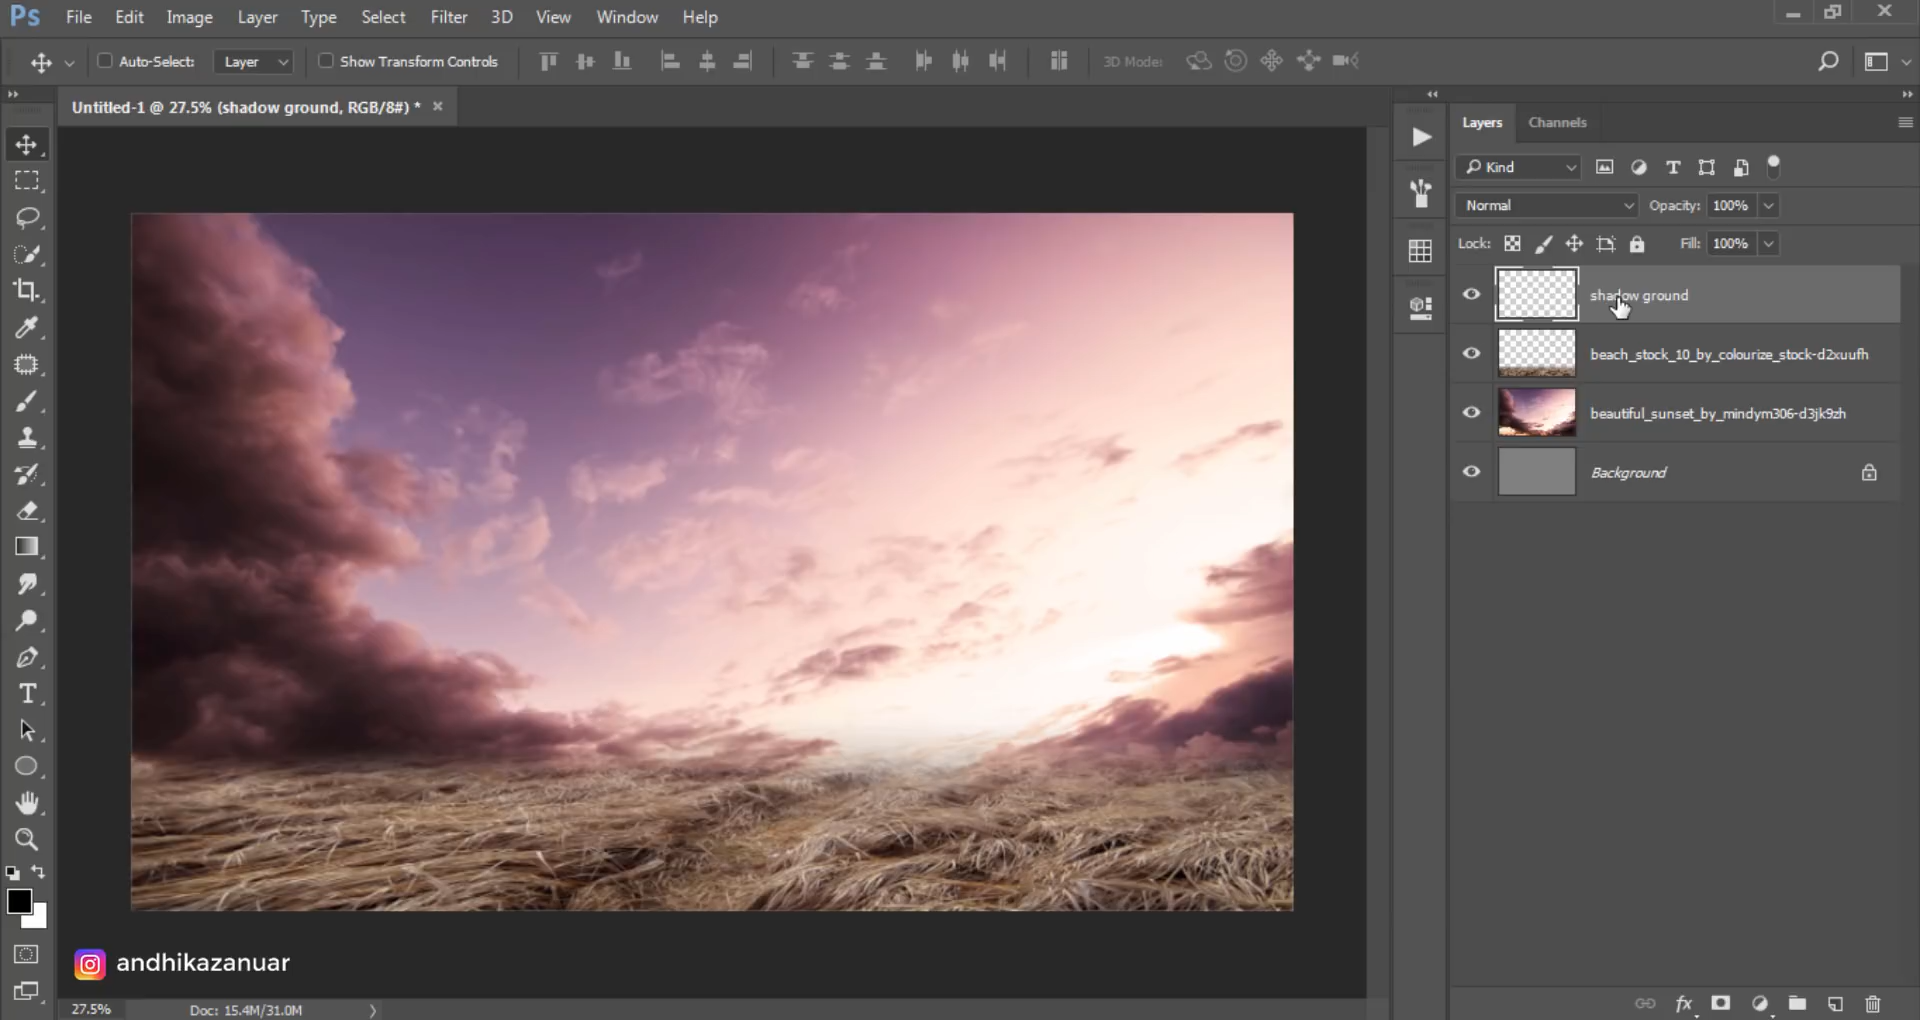 Ps File Edit Image Layer Type Select Filter 3D View Window Help
Auto-Select: Layer Show Transform Controls 3D Mode:
Untitled-1 @ 27.5% (shadow ground, RGB/8#) *
Layers Channels
Kind
Normal Opacity: 100%
Lock: Fill: 100%
shadow ground
beach_stock_10_by_colourize_stock-d2xuufh
beautiful_sunset_by_mindym306-d3jk9zh
Background
andhikazanuar
27.5% Doc: 15.4M/31.0M
fx